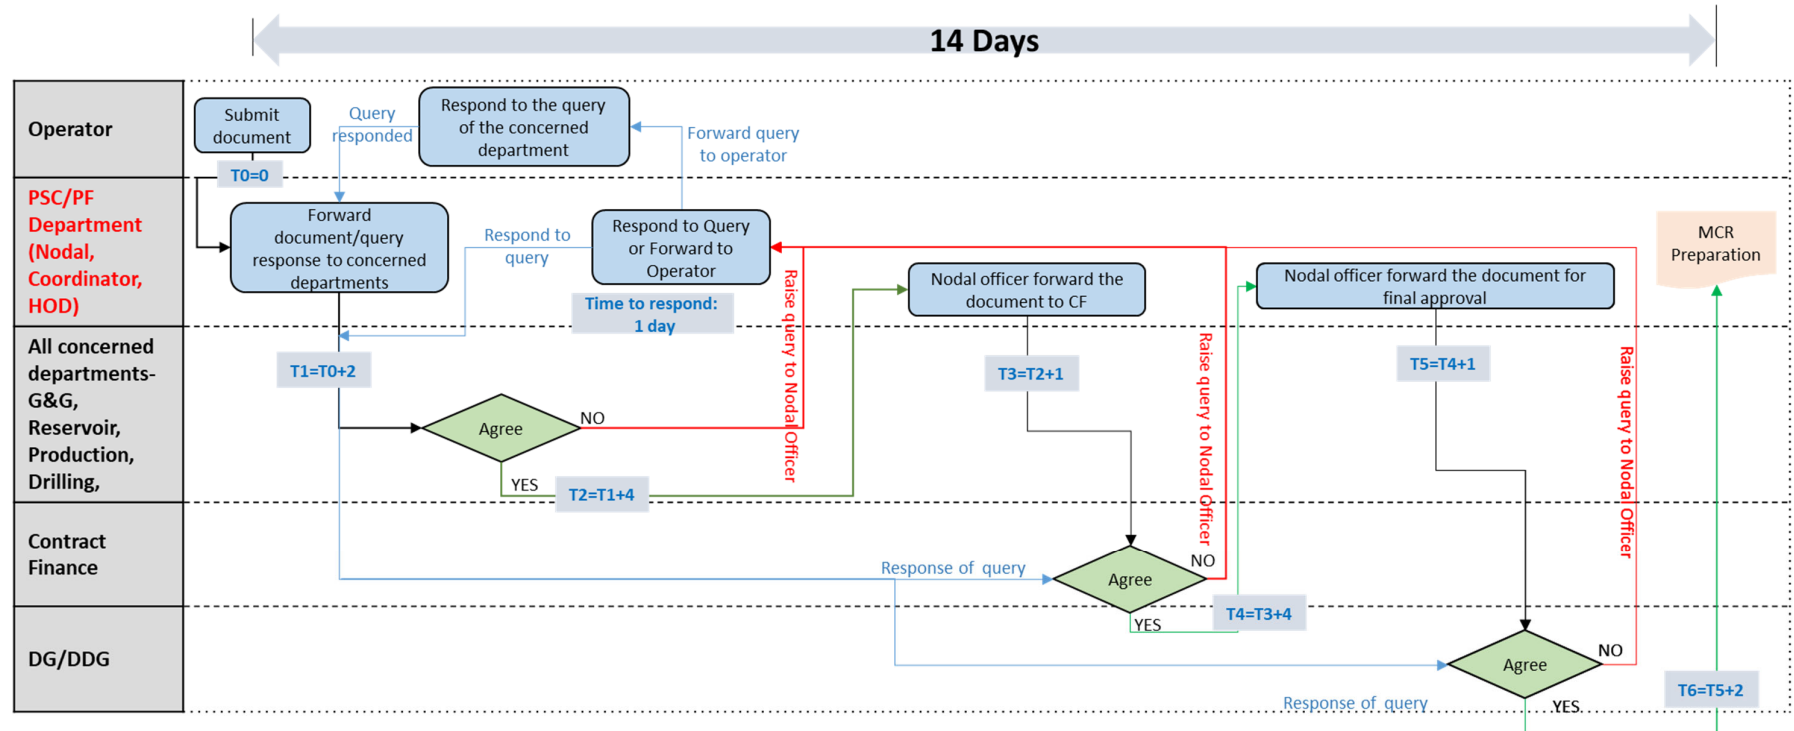 14 Days
Operator
Submit
document
T0=0
Query
responded
Respond to the query
of the concerned
department
Forward query
to operator
PSC/PF
Department
(Nodal,
Coordinator,
HOD)
Forward
document/query
response to concerned
departments
Respond to
query
Respond to Query
or Forward to
Operator
Time to respond:
1 day
Raise query to Nodal Officer
Nodal officer forward the
document to CF
Raise query to Nodal Officer
Nodal officer forward the document for
final approval
Raise query to Nodal Officer
MCR
Preparation
All concerned
departments-
G&G,
Reservoir,
Production,
Drilling,
T1=T0+2
Agree
NO
YES
T2=T1+4
T3=T2+1
T5=T4+1
Contract
Finance
Response of query
Agree
NO
YES
T4=T3+4
DG/DDG
Agree
NO
YES
Response of query
T6=T5+2